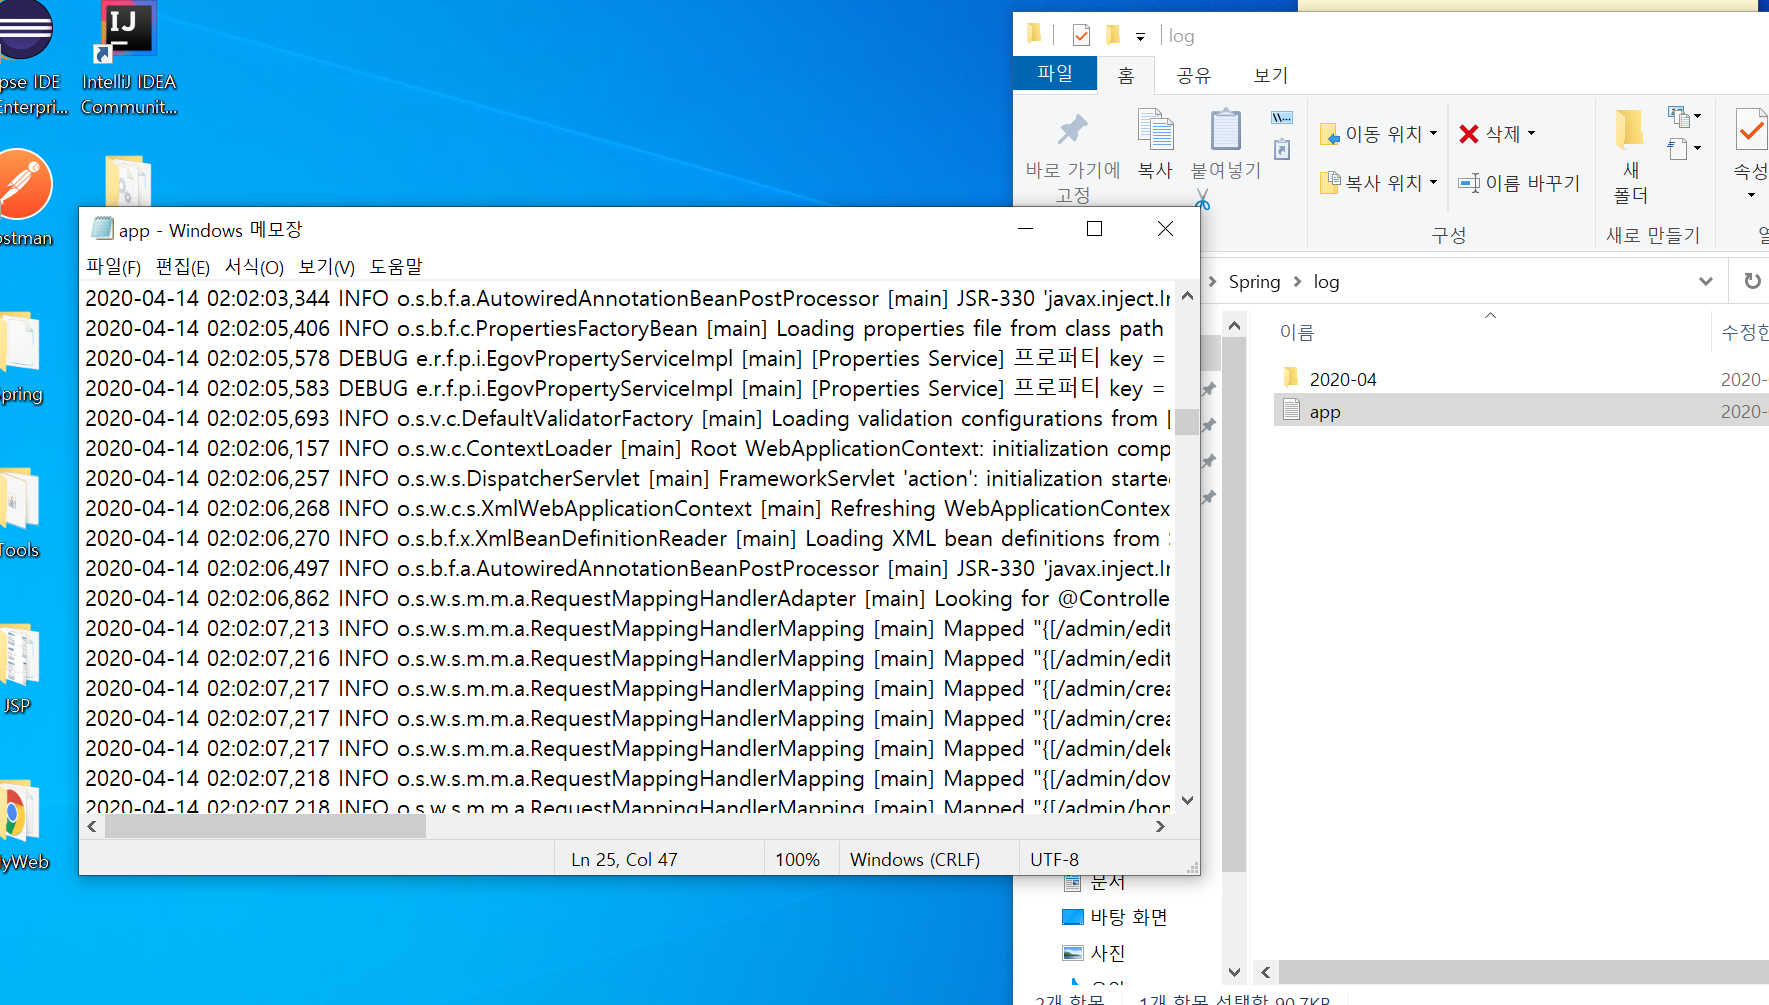 IntelliJ IDEA
Communit...
pse IDE
Enterpri...
ostman
pring
Tools
JSP
yWeb
log
파일
홈
공유
보기
바로 가기에
고정
복사
붙여넣기
이동 위치
복사 위치
삭제
이름 바꾸기
구성
새
폴더
새로 만들기
속성
Spring
log
이름
수정한
2020-04
2020-
app
2020-
문서
바탕 화면
사진
app - Windows 메모장
파일(F) 편집(E) 서식(O) 보기(V) 도움말
2020-04-14 02:02:03,344 INFO o.s.b.f.a.AutowiredAnnotationBeanPostProcessor [main] JSR-330 'javax.inject.In
2020-04-14 02:02:05,406 INFO o.s.b.f.c.PropertiesFactoryBean [main] Loading properties file from class path
2020-04-14 02:02:05,578 DEBUG e.r.f.p.i.EgovPropertyServiceImpl [main] [Properties Service] 프로퍼티 key =
2020-04-14 02:02:05,583 DEBUG e.r.f.p.i.EgovPropertyServiceImpl [main] [Properties Service] 프로퍼티 key =
2020-04-14 02:02:05,693 INFO o.s.v.c.DefaultValidatorFactory [main] Loading validation configurations from [
2020-04-14 02:02:06,157 INFO o.s.w.c.ContextLoader [main] Root WebApplicationContext: initialization comp
2020-04-14 02:02:06,257 INFO o.s.w.s.DispatcherServlet [main] FrameworkServlet 'action': initialization starte
2020-04-14 02:02:06,268 INFO o.s.w.c.s.XmlWebApplicationContext [main] Refreshing WebApplicationContex
2020-04-14 02:02:06,270 INFO o.s.b.f.x.XmlBeanDefinitionReader [main] Loading XML bean definitions from
2020-04-14 02:02:06,497 INFO o.s.b.f.a.AutowiredAnnotationBeanPostProcessor [main] JSR-330 'javax.inject.In
2020-04-14 02:02:06,862 INFO o.s.w.s.m.m.a.RequestMappingHandlerAdapter [main] Looking for @Controlle
2020-04-14 02:02:07,213 INFO o.s.w.s.m.m.a.RequestMappingHandlerMapping [main] Mapped "{[/admin/edit
2020-04-14 02:02:07,216 INFO o.s.w.s.m.m.a.RequestMappingHandlerMapping [main] Mapped "{[/admin/edit
2020-04-14 02:02:07,217 INFO o.s.w.s.m.m.a.RequestMappingHandlerMapping [main] Mapped "{[/admin/crea
2020-04-14 02:02:07,217 INFO o.s.w.s.m.m.a.RequestMappingHandlerMapping [main] Mapped "{[/admin/crea
2020-04-14 02:02:07,217 INFO o.s.w.s.m.m.a.RequestMappingHandlerMapping [main] Mapped "{[/admin/dele
2020-04-14 02:02:07,218 INFO o.s.w.s.m.m.a.RequestMappingHandlerMapping [main] Mapped "{[/admin/dov
2020-04-14 02:02:07,218 INFO o.s.w.s.m.m.a.RequestMappingHandlerMapping [main] Mapped "{[/admin/hor
Ln 25, Col 47
100%
Windows (CRLF)
UTF-8
2개 항목
1개 항목 선택함 90.7KB